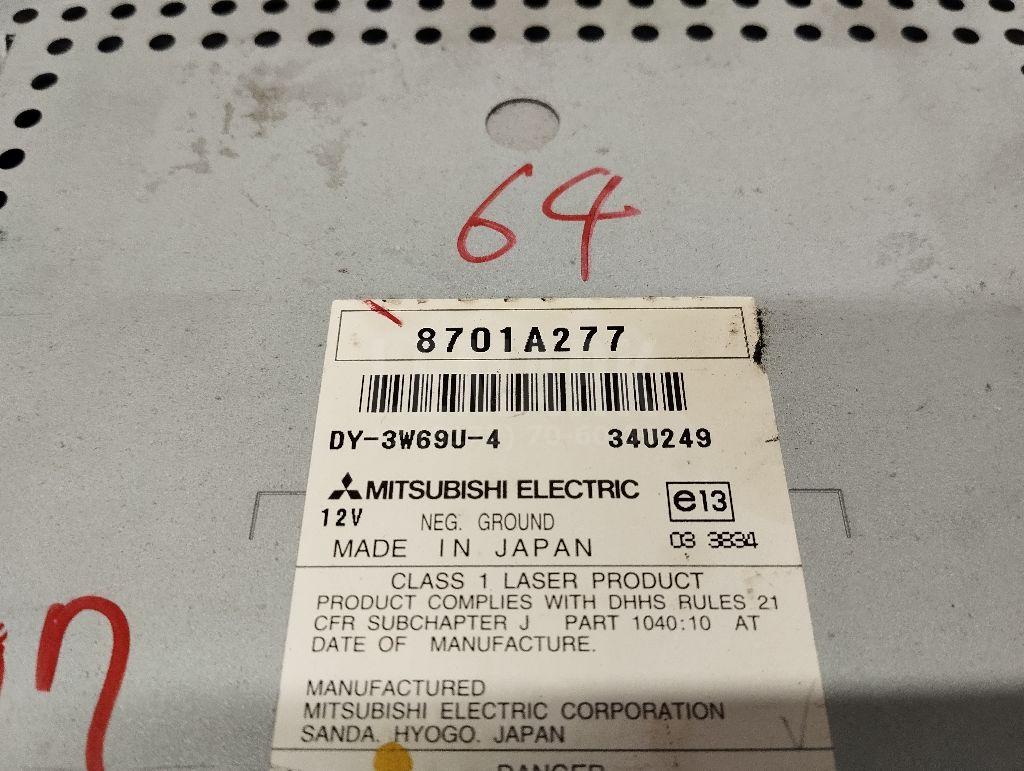 64
8701A277
DY-3W69U-4 34U249
MITSUBISHI ELECTRIC
e13
12V NEG. GROUND
03 3834
MADE IN JAPAN
CLASS 1 LASER PRODUCT
PRODUCT COMPLIES WITH DHHS RULES 21
CFR SUBCHAPTER J PART 1040:10 AT
DATE OF MANUFACTURE.
MANUFACTURED
MITSUBISHI ELECTRIC CORPORATION
SANDA. HYOGO. JAPAN
DANGER